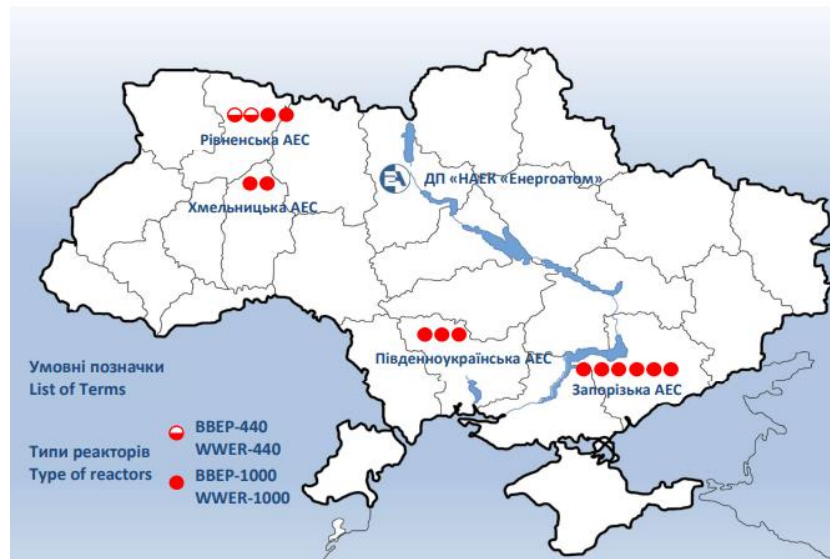 Рівненська АЕС
Хмельницька АЕС
ДП «НАЕК «Енергоатом»
Південноукраїнська АЕС
Запорізька АЕС
Умовні позначки
List of Terms
Типи реакторів
Type of reactors
ВВЕР-440
WWER-440
ВВЕР-1000
WWER-1000